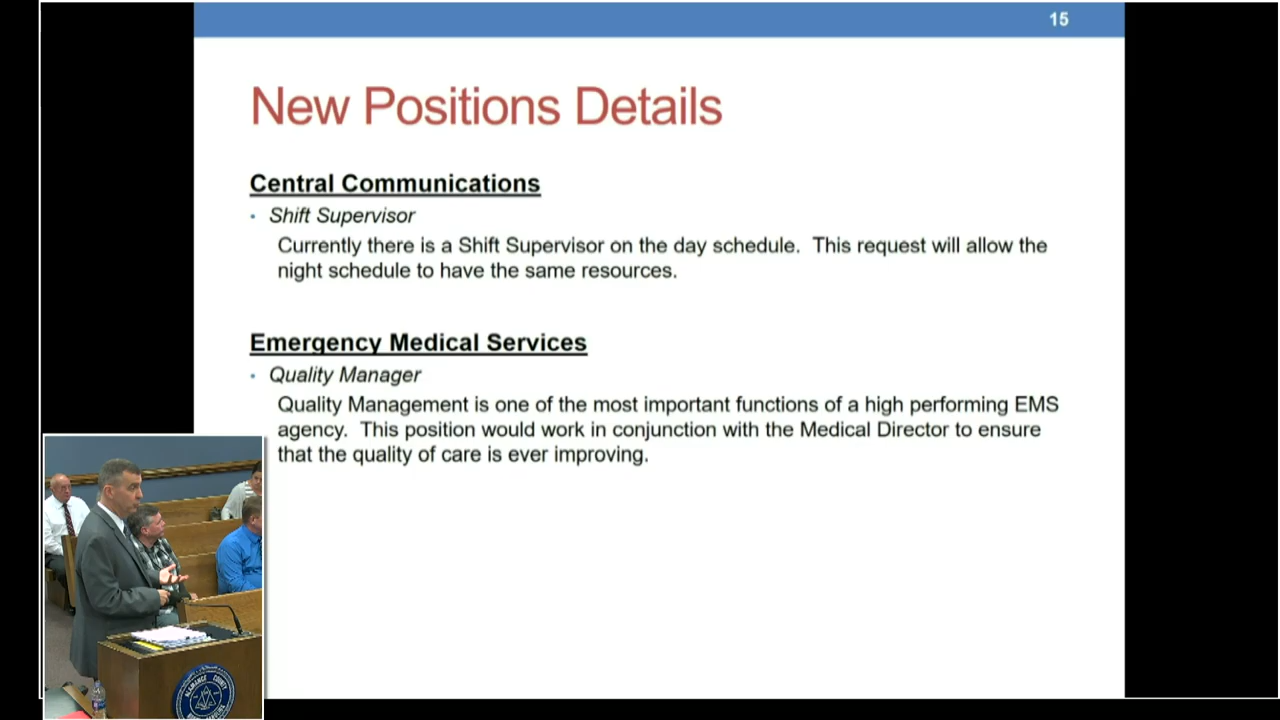 15
New Positions Details
Central Communications
• Shift Supervisor
Currently there is a Shift Supervisor on the day schedule.  This request will allow the
night schedule to have the same resources.
Emergency Medical Services
• Quality Manager
Quality Management is one of the most important functions of a high performing EMS
agency.  This position would work in conjunction with the Medical Director to ensure
that the quality of care is ever improving.
ALAMANCE COUNTY